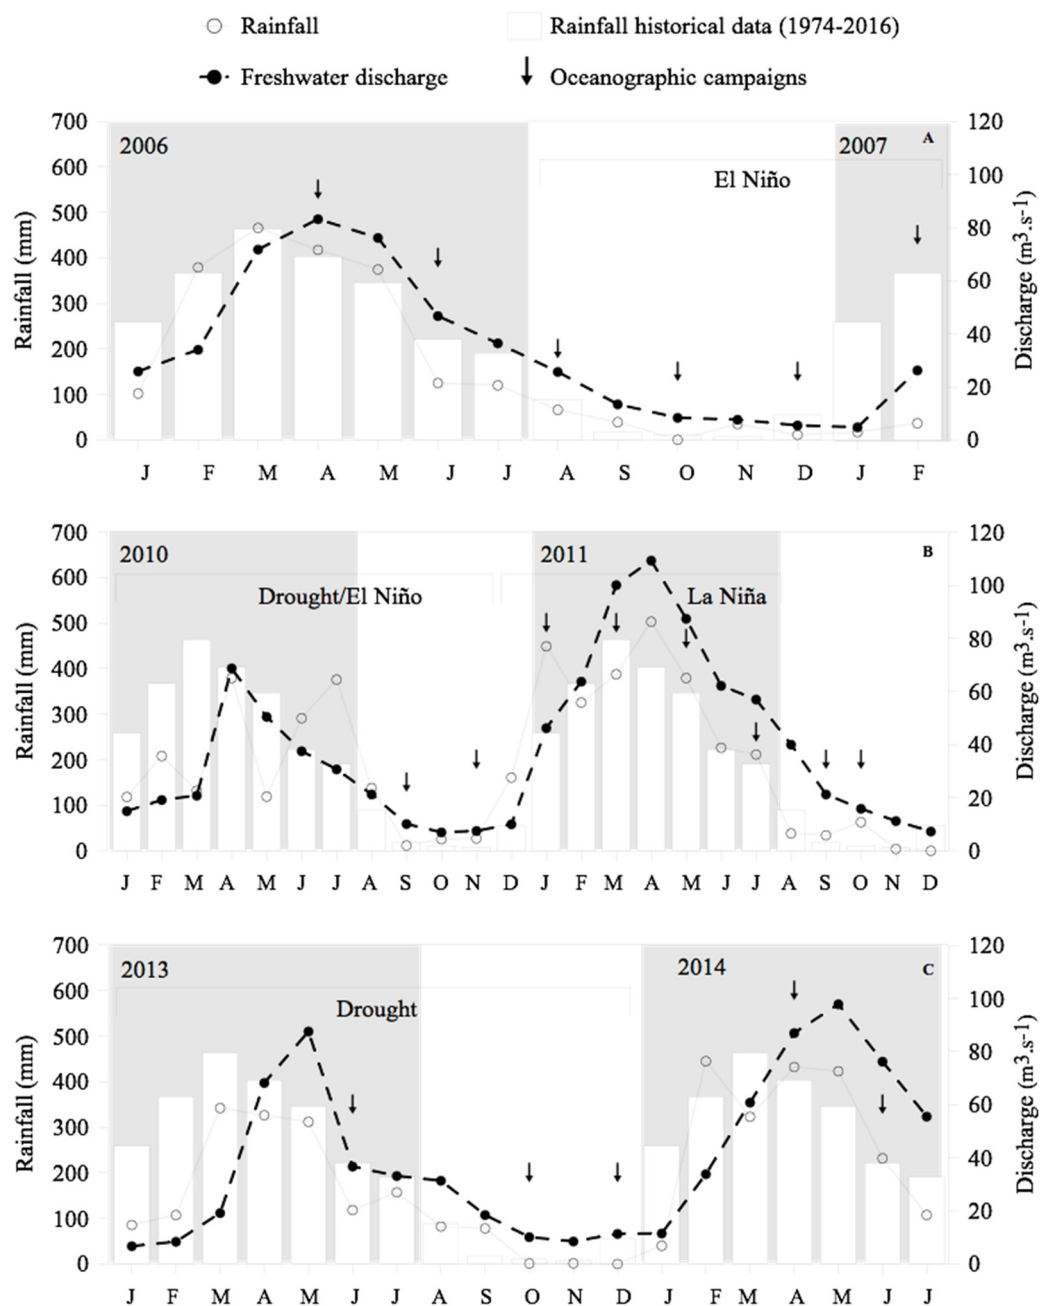 Rainfall
Rainfall historical data (1974-2016)
Freshwater discharge
Oceanographic campaigns
700 600 500 400 300 200 100 0
Rainfall (mm)
2006
El Niño
2007
A
120 100 80 60 40 20 0
Discharge (m³.s⁻¹)
J F M A M J J A S O N D J F
700 600 500 400 300 200 100 0
Rainfall (mm)
2010
Drought/El Niño
2011
La Niña
B
120 100 80 60 40 20 0
Discharge (m³.s⁻¹)
J F M A M J J A S O N D J F M A M J J A S O N D
700 600 500 400 300 200 100 0
Rainfall (mm)
2013
Drought
2014
C
120 100 80 60 40 20 0
Discharge (m³.s⁻¹)
J F M A M J J A S O N D J F M A M J J